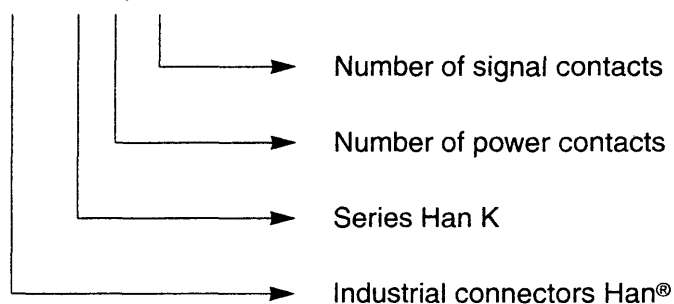 Number of signal contacts
Number of power contacts
Series Han K
Industrial connectors Han®